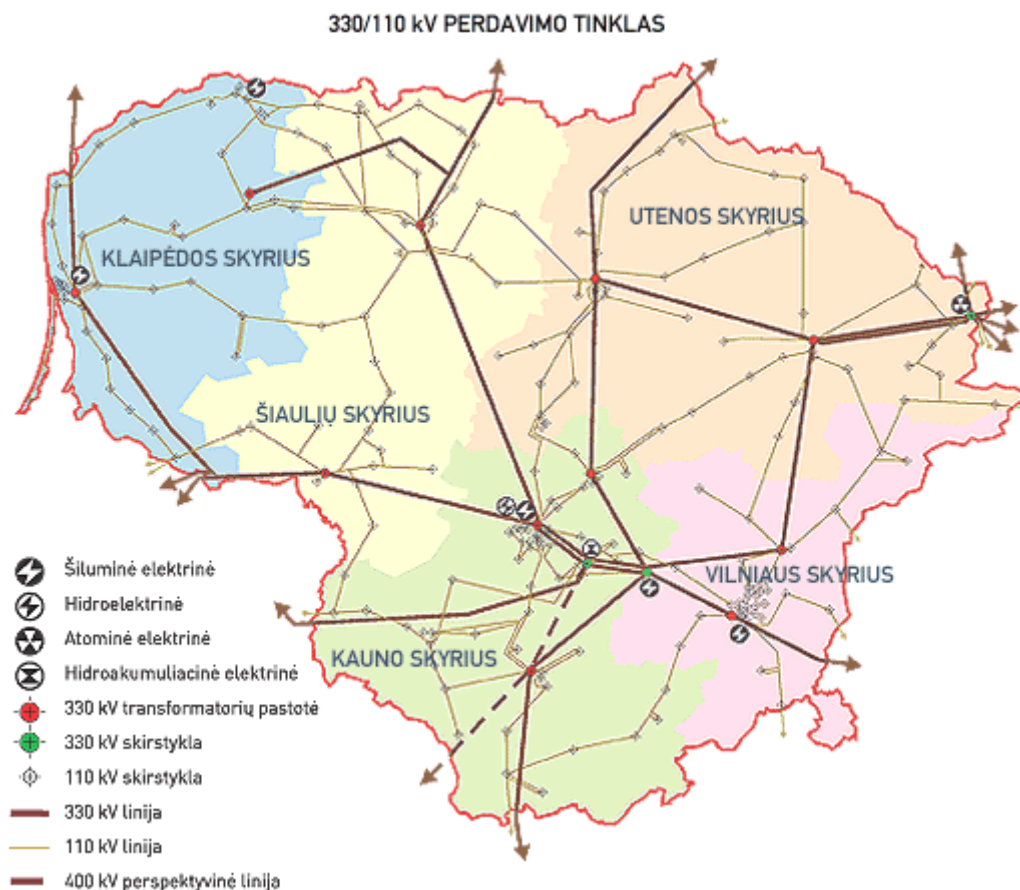 330/110 kV PERDAVIMO TINKLAS
UTENOS SKYRIUS
KLAIPĖDOS SKYRIUS
ŠIAULIŲ SKYRIUS
VILNIAUS SKYRIUS
KAUNO SKYRIUS
Šiluminė elektrinė
Hidroelektrinė
Atominė elektrinė
Hidroakumuliacinė elektrinė
330 kV transformatorių pastotė
330 kV skirstykla
110 kV skirstykla
330 kV linija
110 kV linija
400 kV perspektyvinė linija